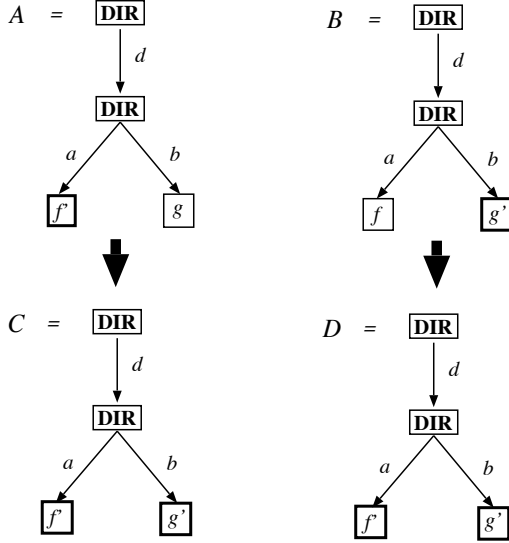 A = DIR
B = DIR
d
d
DIR
DIR
a b
a b
f' g
f g'
C = DIR
D = DIR
d
d
DIR
DIR
a b
a b
f' g'
f' g'